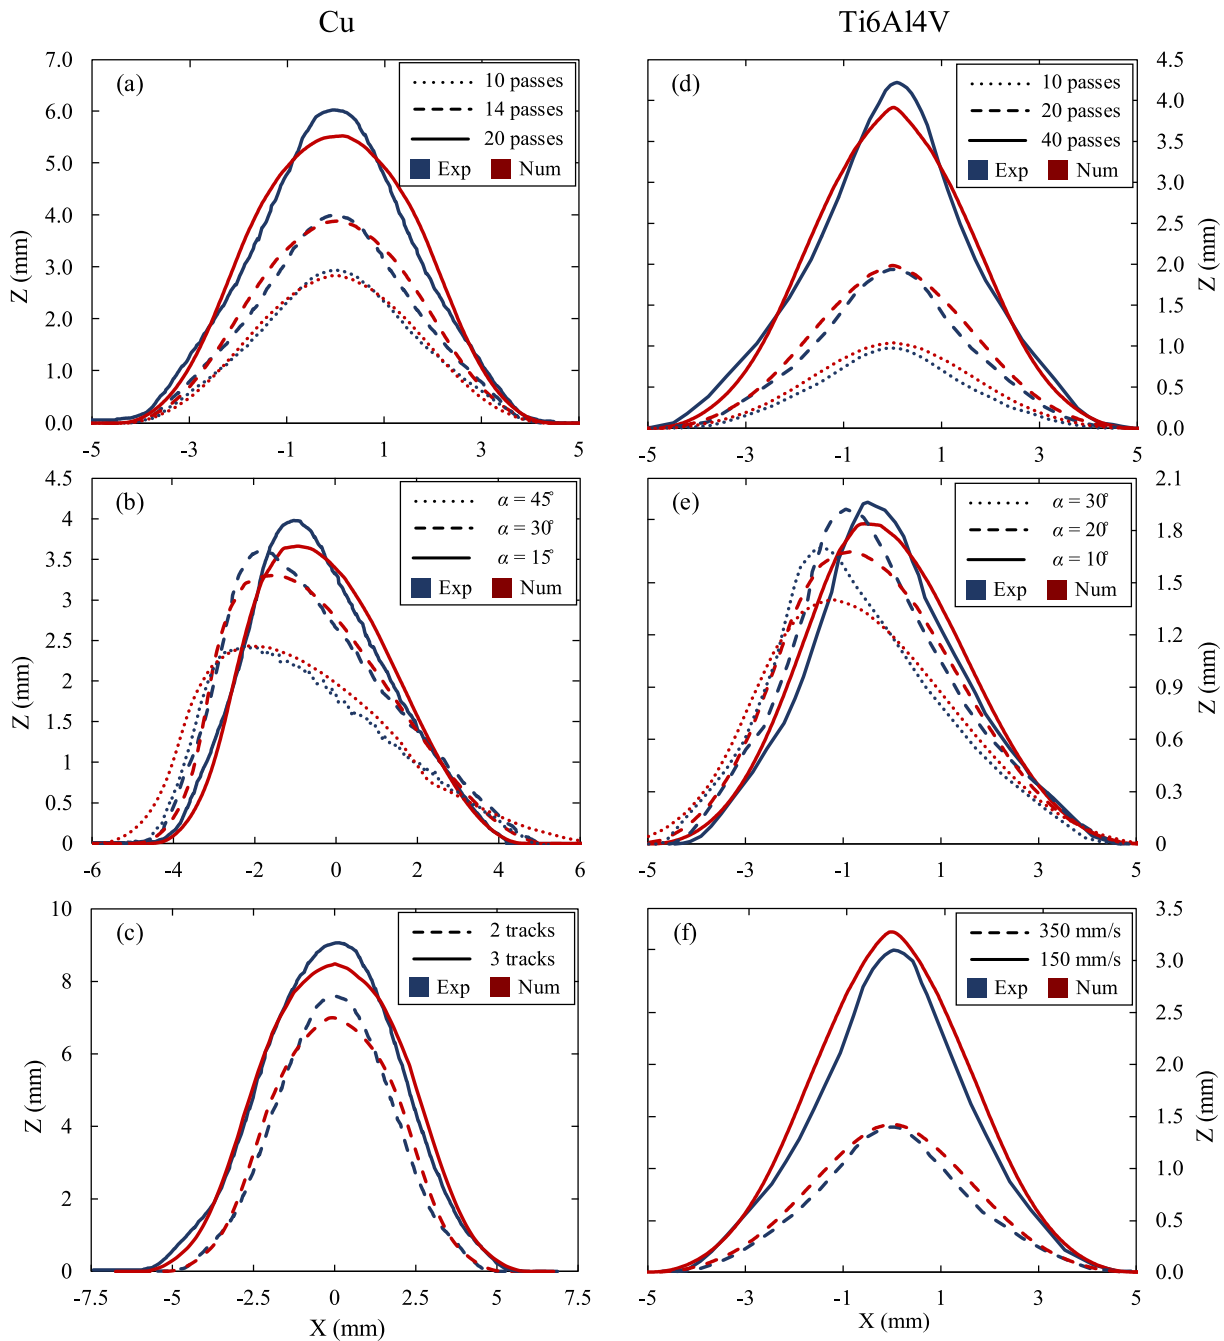 Cu
Ti6Al4V
(a)
10 passes
14 passes
20 passes
Exp Num
7.0
6.0
5.0
4.0
3.0
2.0
1.0
0.0
Z (mm)
-5 -3 -1 1 3 5
(d)
10 passes
20 passes
40 passes
Exp Num
4.5
4.0
3.5
3.0
2.5
2.0
1.5
1.0
0.5
0.0
Z (mm)
-5 -3 -1 1 3 5
(b)
α = 45°
α = 30°
α = 15°
Exp Num
4.5
4
3.5
3
2.5
2
1.5
1
0.5
0
Z (mm)
-6 -4 -2 0 2 4 6
(e)
α = 30°
α = 20°
α = 10°
Exp Num
2.1
1.8
1.5
1.2
0.9
0.6
0.3
0
Z (mm)
-5 -3 -1 1 3 5
(c)
2 tracks
3 tracks
Exp Num
10
8
6
4
2
0
Z (mm)
-7.5 -5 -2.5 0 2.5 5 7.5
X (mm)
(f)
350 mm/s
150 mm/s
Exp Num
3.5
3.0
2.5
2.0
1.5
1.0
0.5
0.0
Z (mm)
-5 -3 -1 1 3 5
X (mm)